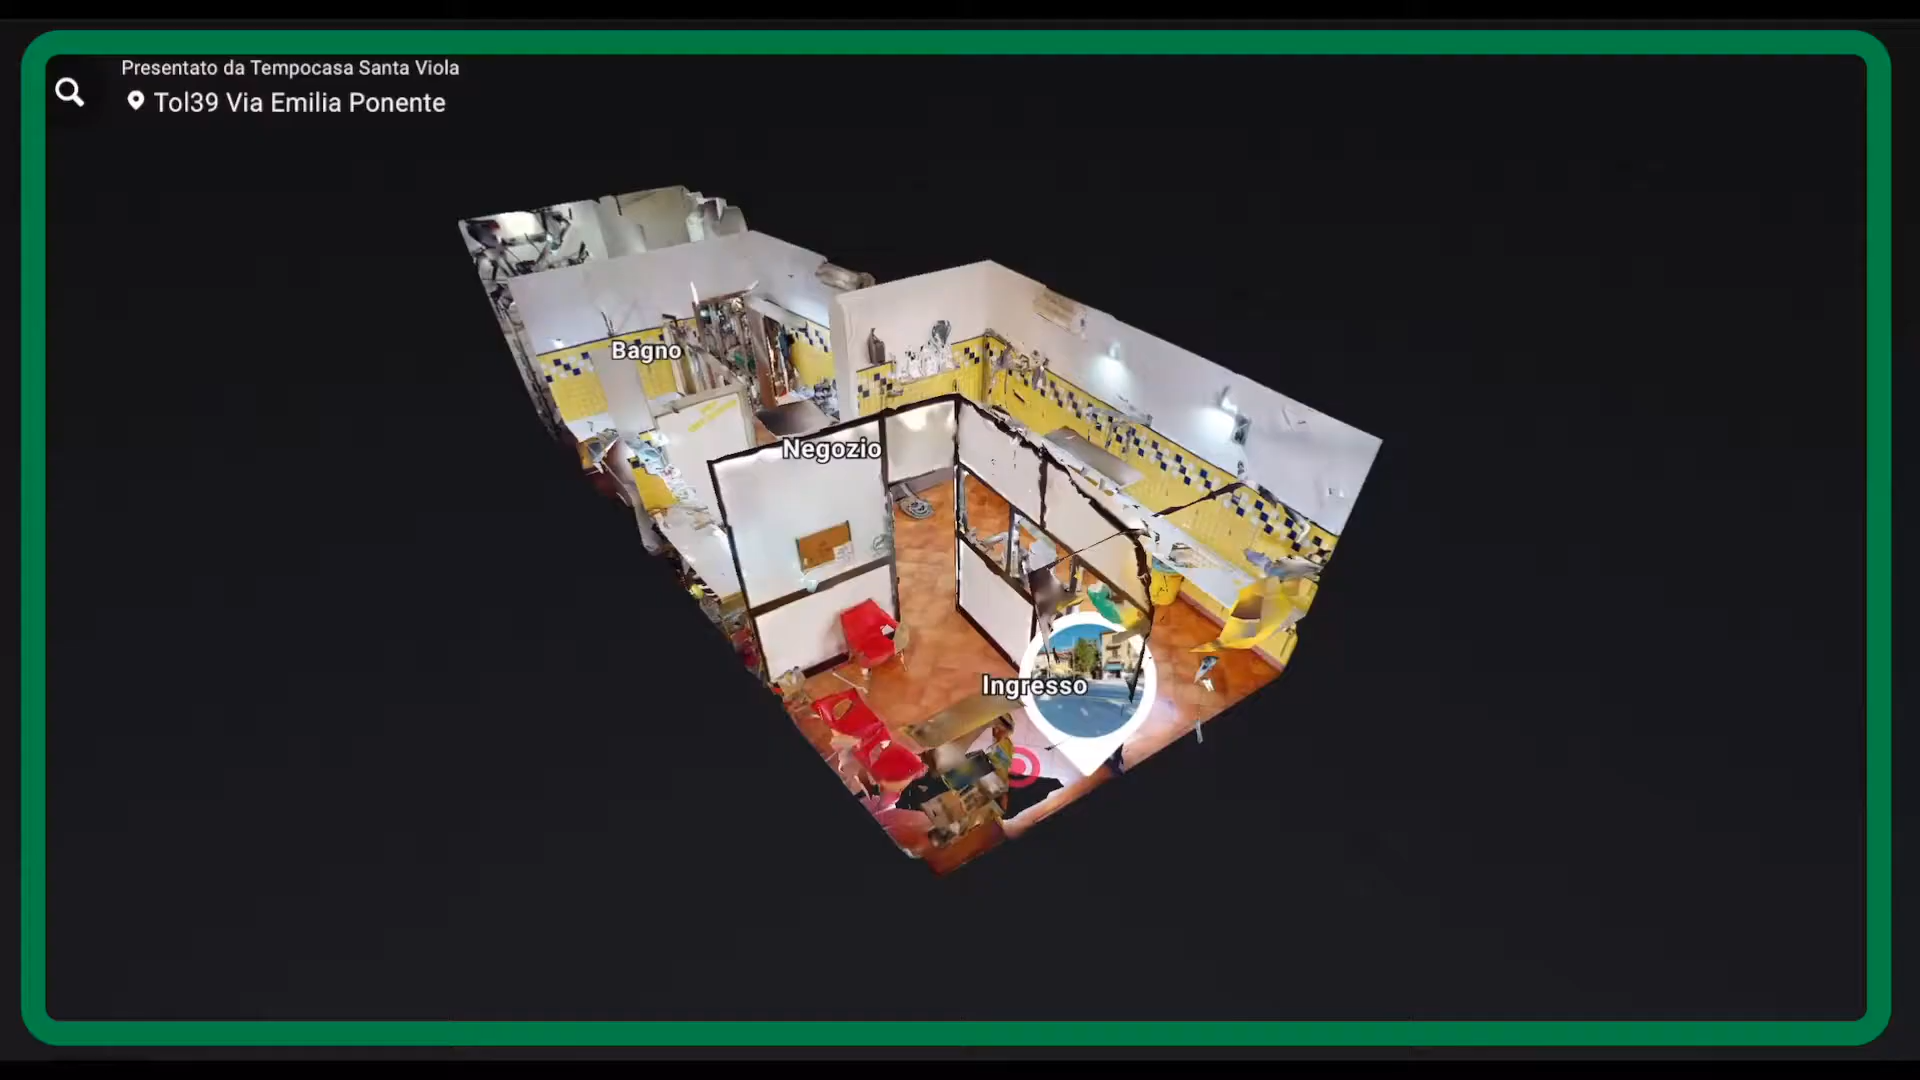 Presentato da Tempocasa Santa Viola
Tol39 Via Emilia Ponente
Bagno
Negozio
Ingresso